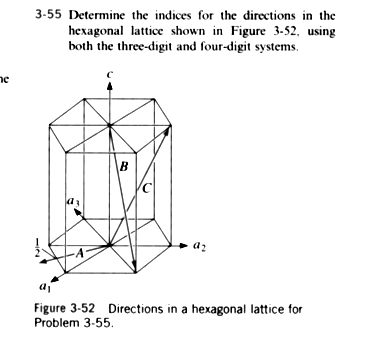 3-55 Determine the indices for the directions in the
hexagonal lattice shown in Figure 3-52, using
both the three-digit and four-digit systems.
c
B
C
a3
1/2
A
a2
a1
Figure 3-52 Directions in a hexagonal lattice for
Problem 3-55.